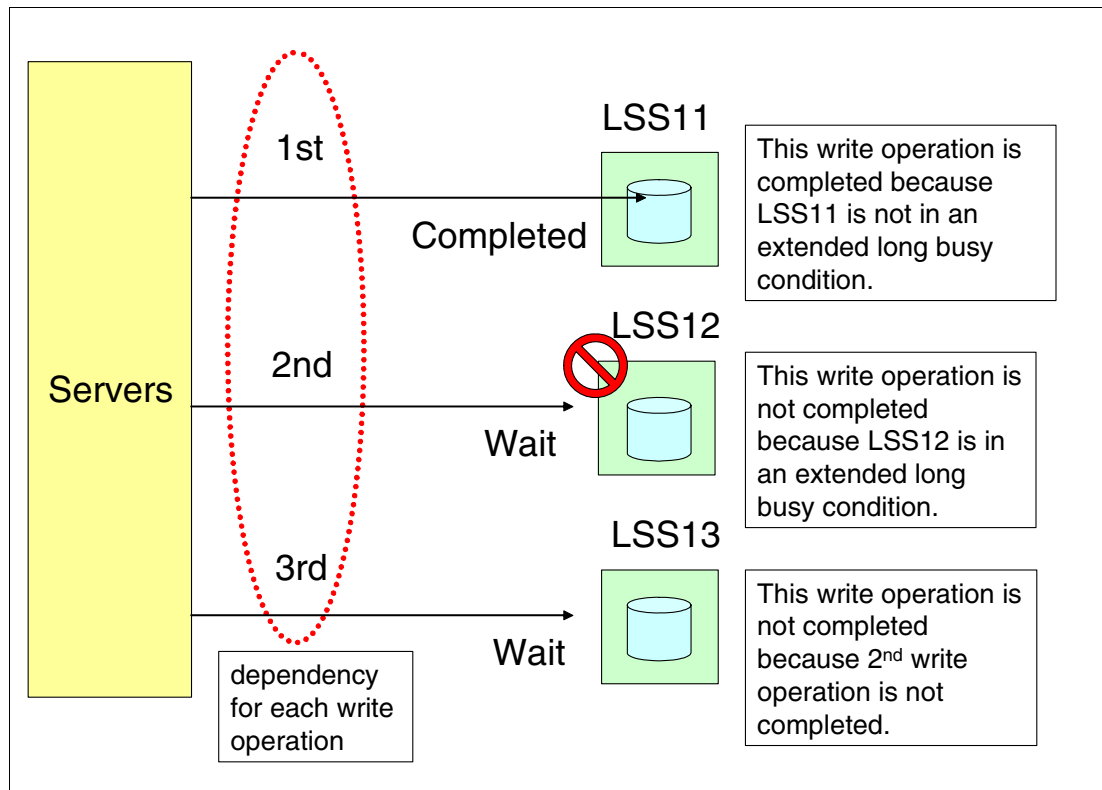 Servers
1st
Completed
LSS11
This write operation is
completed because
LSS11 is not in an
extended long busy
condition.
2nd
Wait
LSS12
This write operation is
not completed
because LSS12 is in
an extended long
busy condition.
3rd
Wait
LSS13
This write operation is
not completed
because 2nd write
operation is not
completed.
dependency
for each write
operation